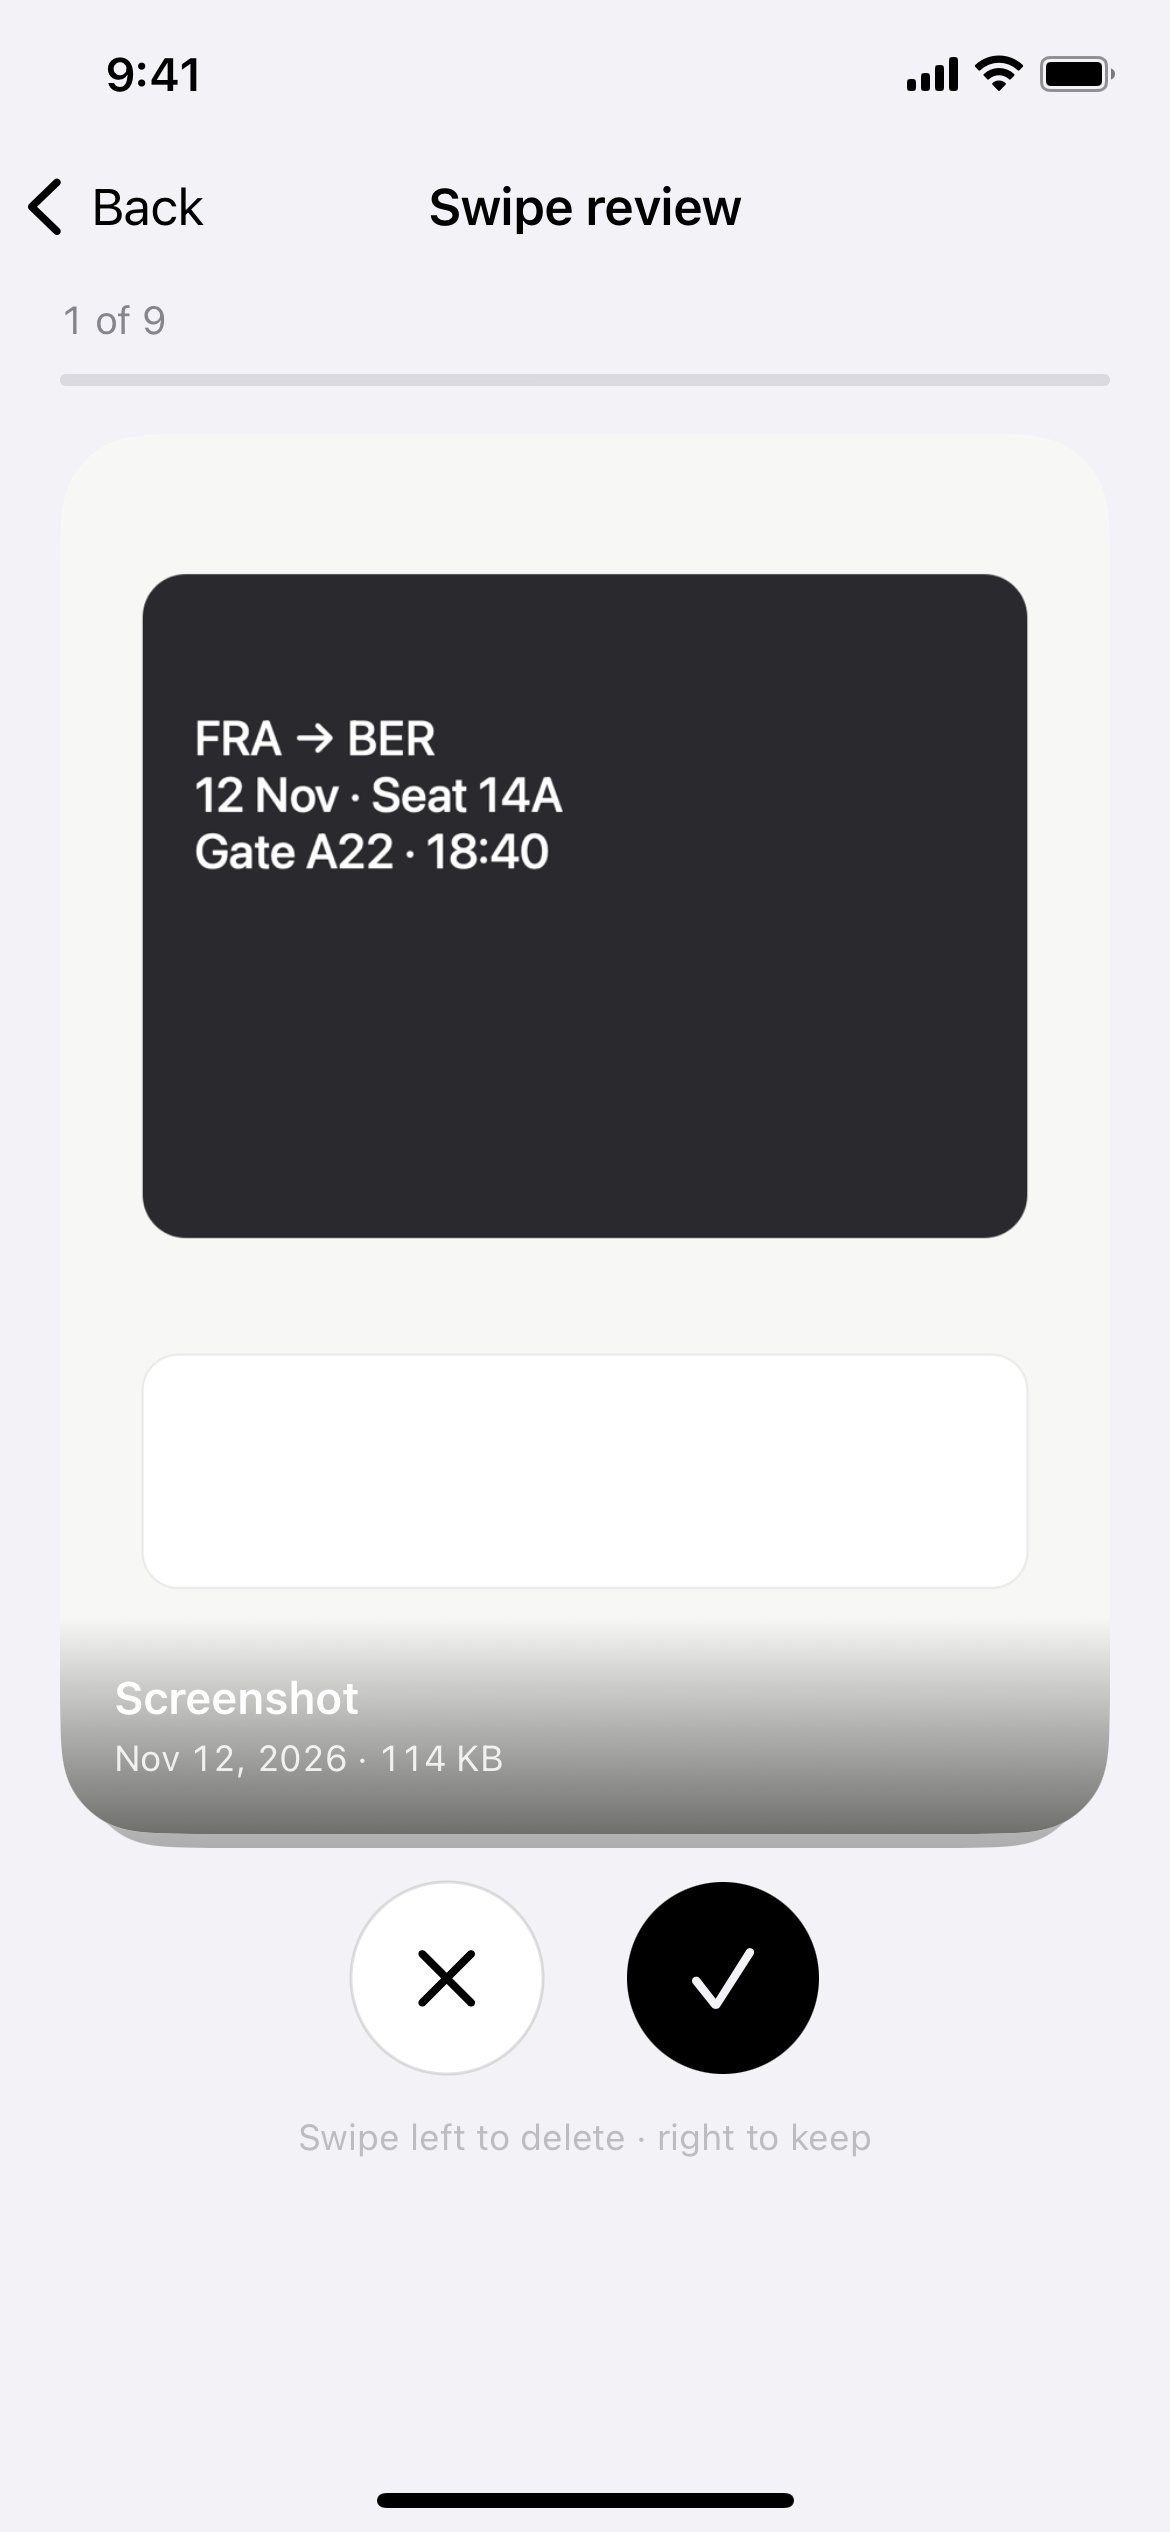 9:41
Back
Swipe review
1 of 9
FRA → BER
12 Nov · Seat 14A
Gate A22 · 18:40
Screenshot
Nov 12, 2026 · 114 KB
Swipe left to delete · right to keep